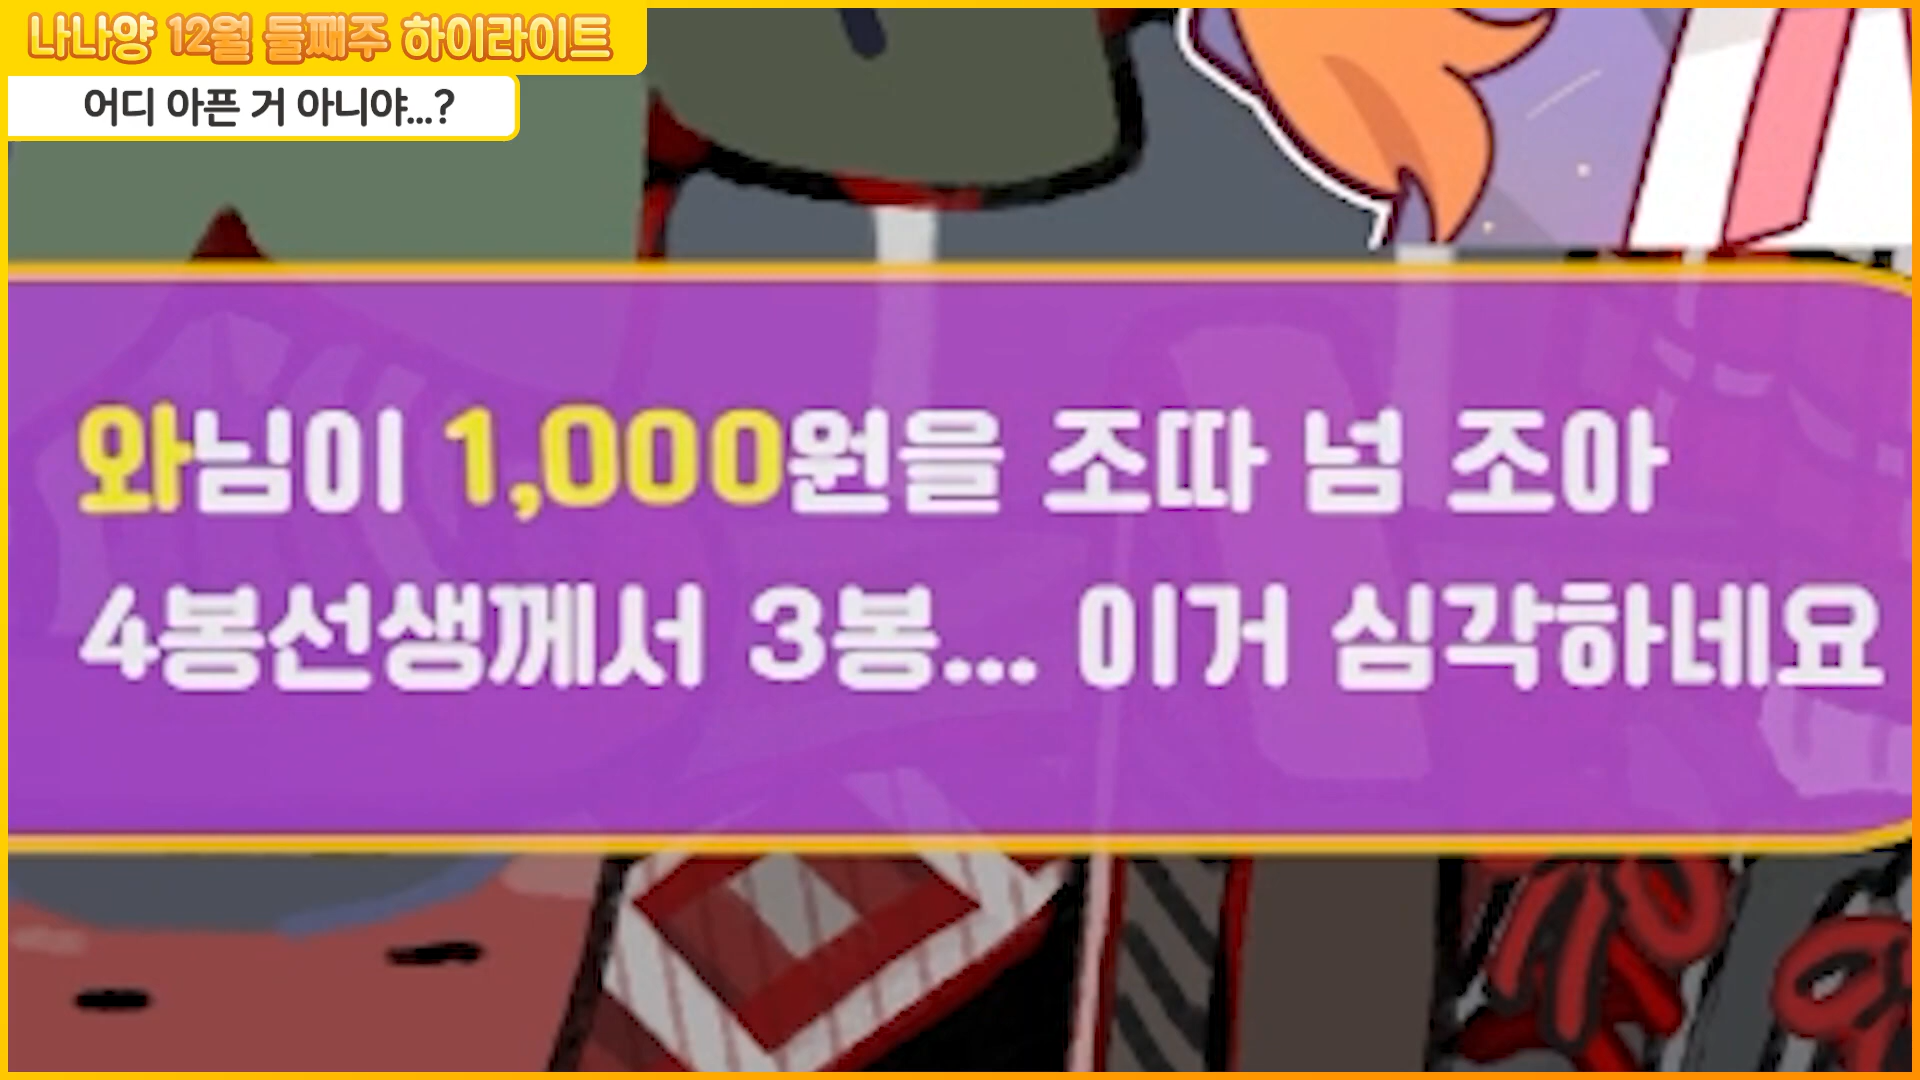 나나양 12월 둘째주 하이라이트
어디 아픈 거 아니야...?
와님이 1,000원을 조따 넘 조아
4봉선생께서 3봉... 이거 심각하네요